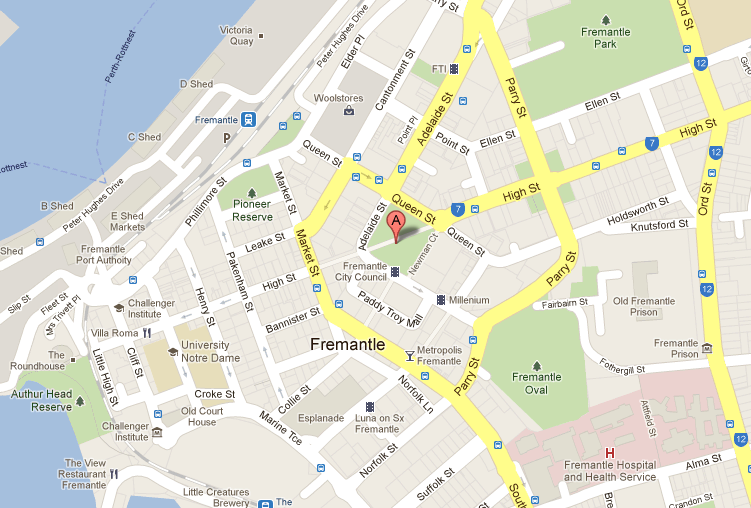 Victoria
Quay
Peter Hughes Dr
Elder Pl
Cantonment St
Ord St
Fremantle
Park
12
Girt
Perth-Rottnest
FTI
Parry St
D Shed
Woolstores
Ellen St
Adelaide St
Fremantle
P
Point Pl
Point St
Ellen St
High St
7
C Shed
Queen St
12
ottnest
Peter Hughes Drive
Phillimore St
Market St
Pioneer
Reserve
Queen St
High St
7
Ord St
B Shed
E Shed
Markets
Adelaide St
A
Holdsworth St
Knutsford St
Queen St
Shed
Fremantle
Port Authoity
Leake St
Market St
Newman Ct
Parry St
Pakenham St
High St
Fremantle
City Council
Slip St
Fleet St
Mrs Trivett Pl
Challenger
Institute
Henry St
Paddy Troy Mall
Millenium
Fairbairn St
Old Fremantle
Prison
12
Villa Roma
Bannister St
University
Notre Dame
Fremantle
Metropolis
Fremantle
Fremantle
Prison
The
Roundhouse
Little High St
Cliff St
Parry St
Fothergill St
Fremantle
Oval
Authur Head
Reserve
Croke St
Collie St
Norfolk Ln
Old Court
House
Marine Tce
Esplanade
Luna on Sx
Fremantle
Attfield St
Challenger
Institute
12
H
Fremantle Hospital
and Health Service
Alma St
The View
Restaurant
Fremantle
Norfolk St
Suffolk St
South
Little Creatures
Brewery
The
Bre
Crandon St